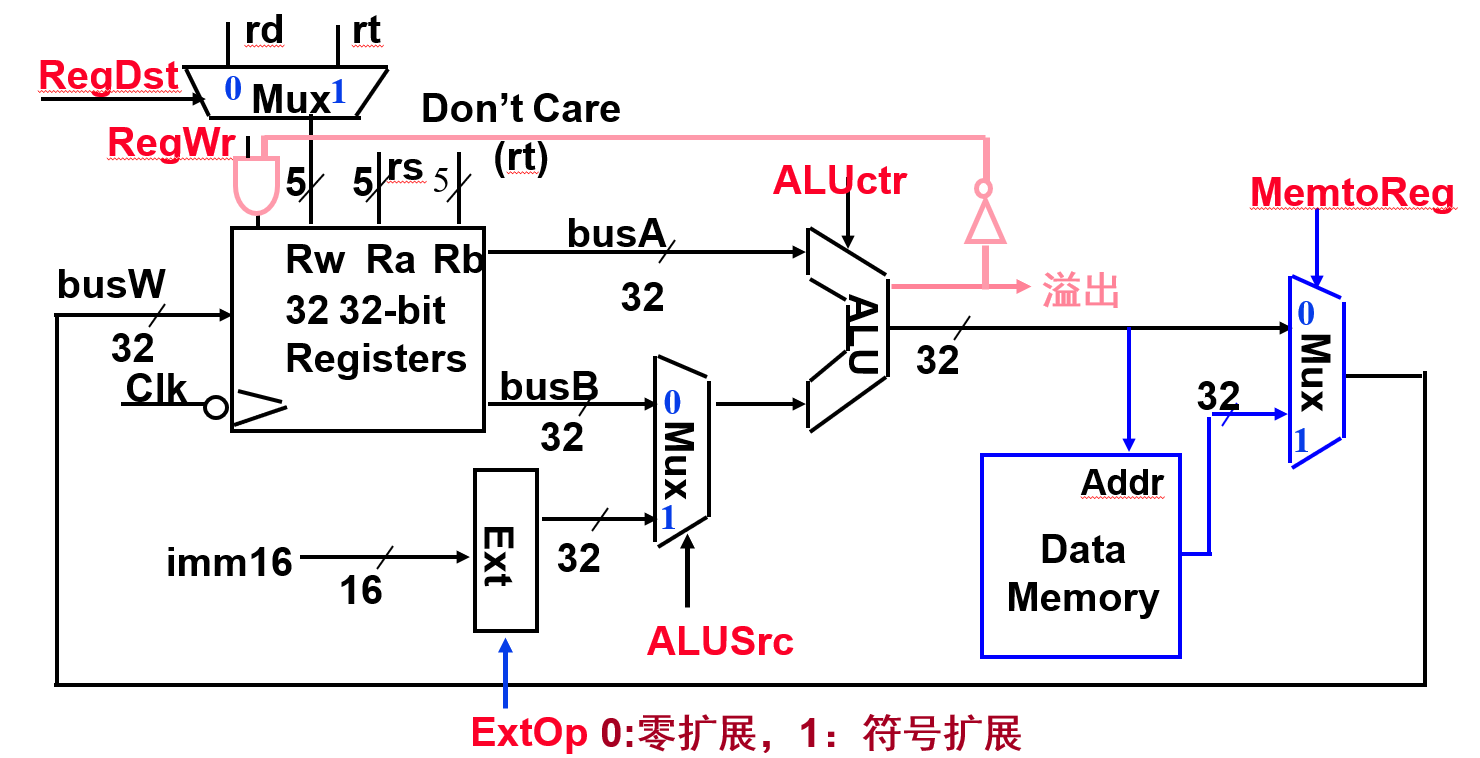 rd rt
RegDst
0 Mux 1
Don't Care
(rt)
RegWr
5 5 rs 5
ALUctr
MemtoReg
busW
32
Clk
Rw Ra Rb
32 32-bit
Registers
busA
32
busB
32
0
Mux
1
ALU
溢出
32
0
Mux
1
32
Addr
Data
Memory
imm16
16
Ext
32
ALUSrc
ExtOp 0:零扩展，1：符号扩展